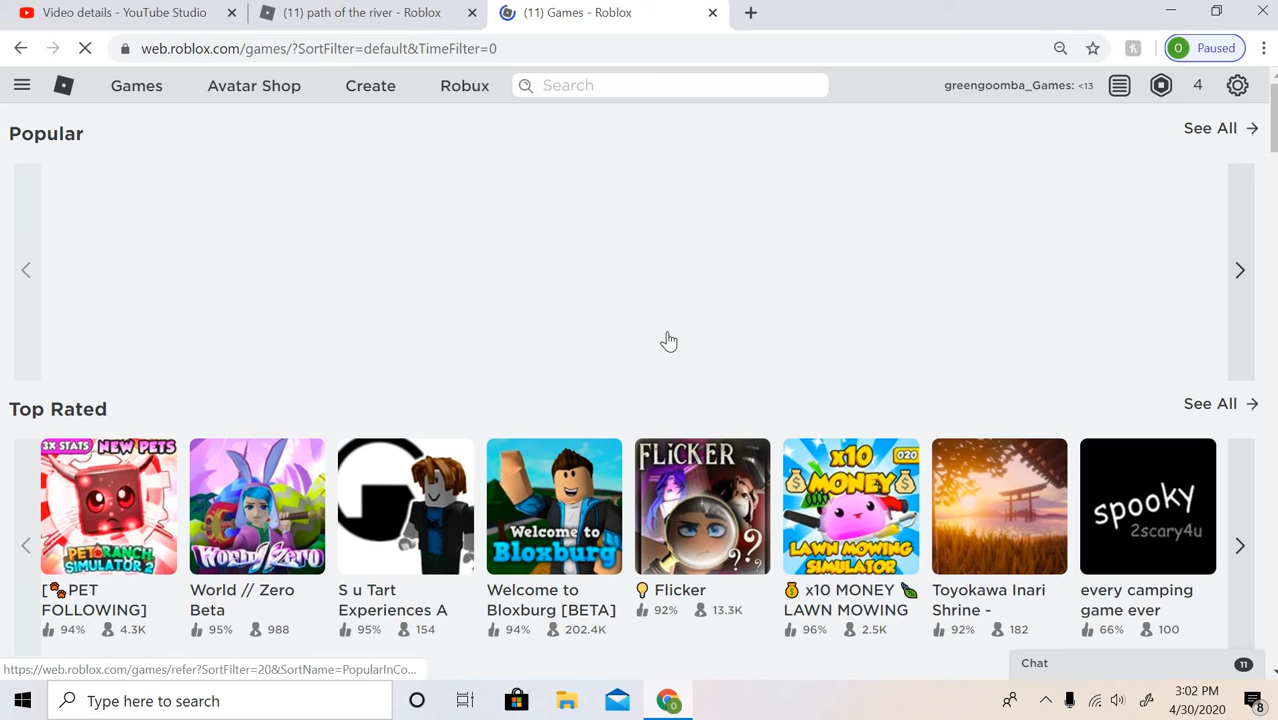 Video details - YouTube Studio
(11) path of the river - Roblox
(11) Games - Roblox
web.roblox.com/games/?SortFilter=default&TimeFilter=0
0 Paused
Games Avatar Shop Create Robux Search greengoomba_Games: <13 4
Popular See All
Top Rated See All
3X STATS NEW PETS
PET RANCH
SIMULATOR 2
World//Zero
Welcome to
Bloxburg
FLiCKER
??
x10 020
MONEY
LAWN MOWING
SIMULATOR
spooky
2scary4u
[🐾PET
FOLLOWING]
94% 4.3K
World // Zero
Beta
95% 988
S u Tart
Experiences A
95% 154
Welcome to
Bloxburg [BETA]
94% 202.4K
💡 Flicker
92% 13.3K
💰 x10 MONEY 🍃
LAWN MOWING
96% 2.5K
Toyokawa Inari
Shrine -
92% 182
every camping
game ever
66% 100
https://web.roblox.com/games/refer?SortFilter=20&SortName=PopularInCo...
Chat 11
Type here to search
3:02 PM
4/30/2020
8